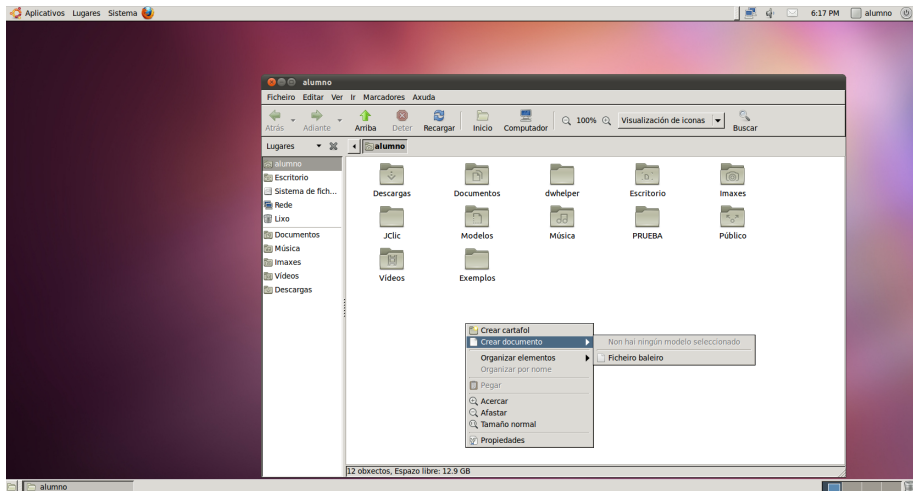 Aplicativos Lugares Sistema 6:17 PM alumno
alumno
Ficheiro Editar Ver Ir Marcadores Axuda
Atrás Adiante Arriba Deter Recargar Inicio Computador 100% Visualización de iconas Buscar
Lugares alumno
alumno
Escritorio
Sistema de fich...
Rede
Lixo
Documentos
Música
Imaxes
Vídeos
Descargas
Descargas Documentos dwhelper Escritorio Imaxes
JClic Modelos Música PRUEBA Público
Vídeos Exemplos
Crear cartafol
Crear documento
Organizar elementos
Organizar por nome
Pegar
Acercar
Afastar
Tamaño normal
Propiedades
Non hai ningún modelo seleccionado
Ficheiro baleiro
12 obxectos, Espazo libre: 12.9 GB
alumno